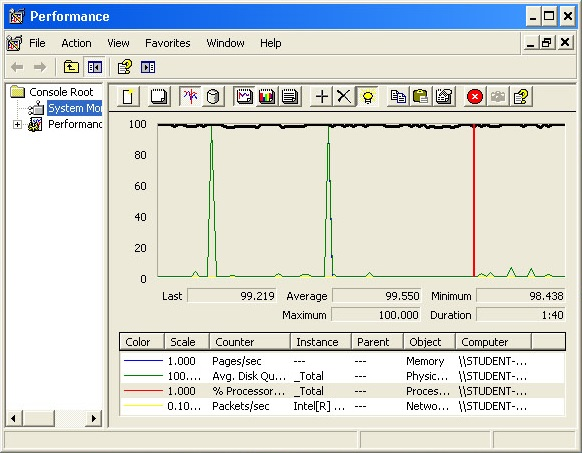 Performance
File Action View Favorites Window Help
Console Root
System Mo
Performanc
100
80
60
40
20
0
Last 99.219 Average 99.550 Minimum 98.438
Maximum 100.000 Duration 1:40
Color Scale Counter Instance Parent Object Computer
1.000 Pages/sec --- --- Memory \\STUDENT-...
100.... Avg. Disk Qu... _Total --- Physic... \\STUDENT-...
1.000 % Processor... _Total --- Proces... \\STUDENT-...
0.10... Packets/sec Intel[R] ... --- Netwo... \\STUDENT-...